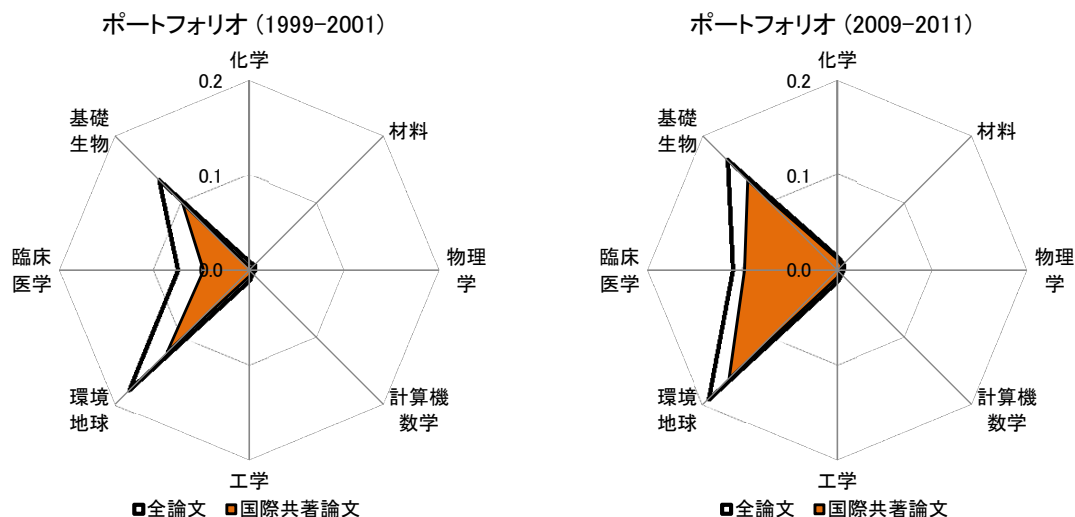 ポートフォリオ (1999-2001)
化学
0.2
基礎
生物
材料
0.1
臨床
医学
0.0
物理
学
環境
地球
計算機
数学
工学
全論文 国際共著論文
ポートフォリオ (2009-2011)
化学
0.2
基礎
生物
材料
0.1
臨床
医学
0.0
物理
学
環境
地球
計算機
数学
工学
全論文 国際共著論文